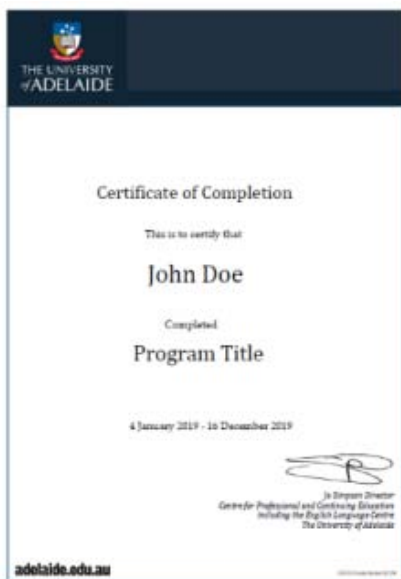 THE UNIVERSITY
of ADELAIDE
Certificate of Completion
This is to certify that
John Doe
Completed
Program Title
4 January 2019 - 16 December 2019
Jo Simpson Director
Centre for Professional and Continuing Education
including the English Language Centre
The University of Adelaide
adelaide.edu.au